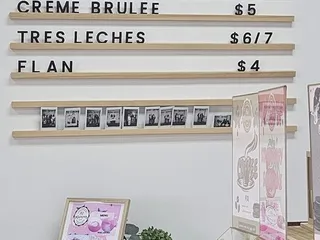 CREME BRULEE $5
TRES LECHES $6/7
FLAN $4